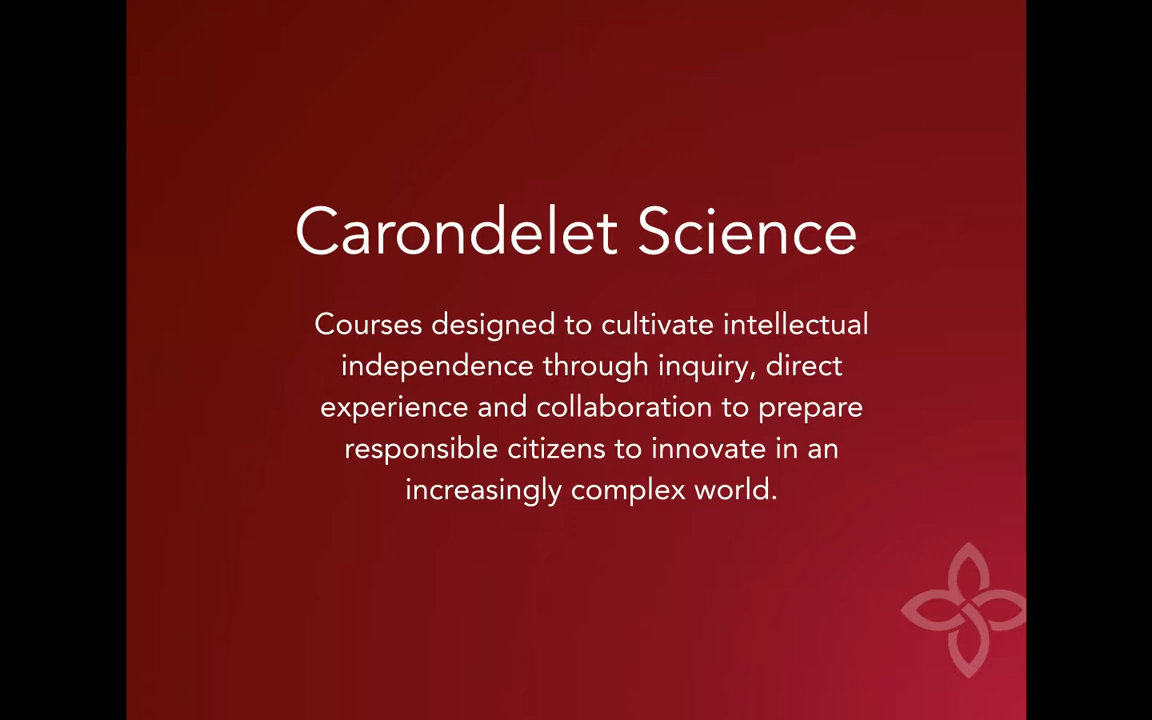 Carondelet Science
Courses designed to cultivate intellectual
independence through inquiry, direct
experience and collaboration to prepare
responsible citizens to innovate in an
increasingly complex world.